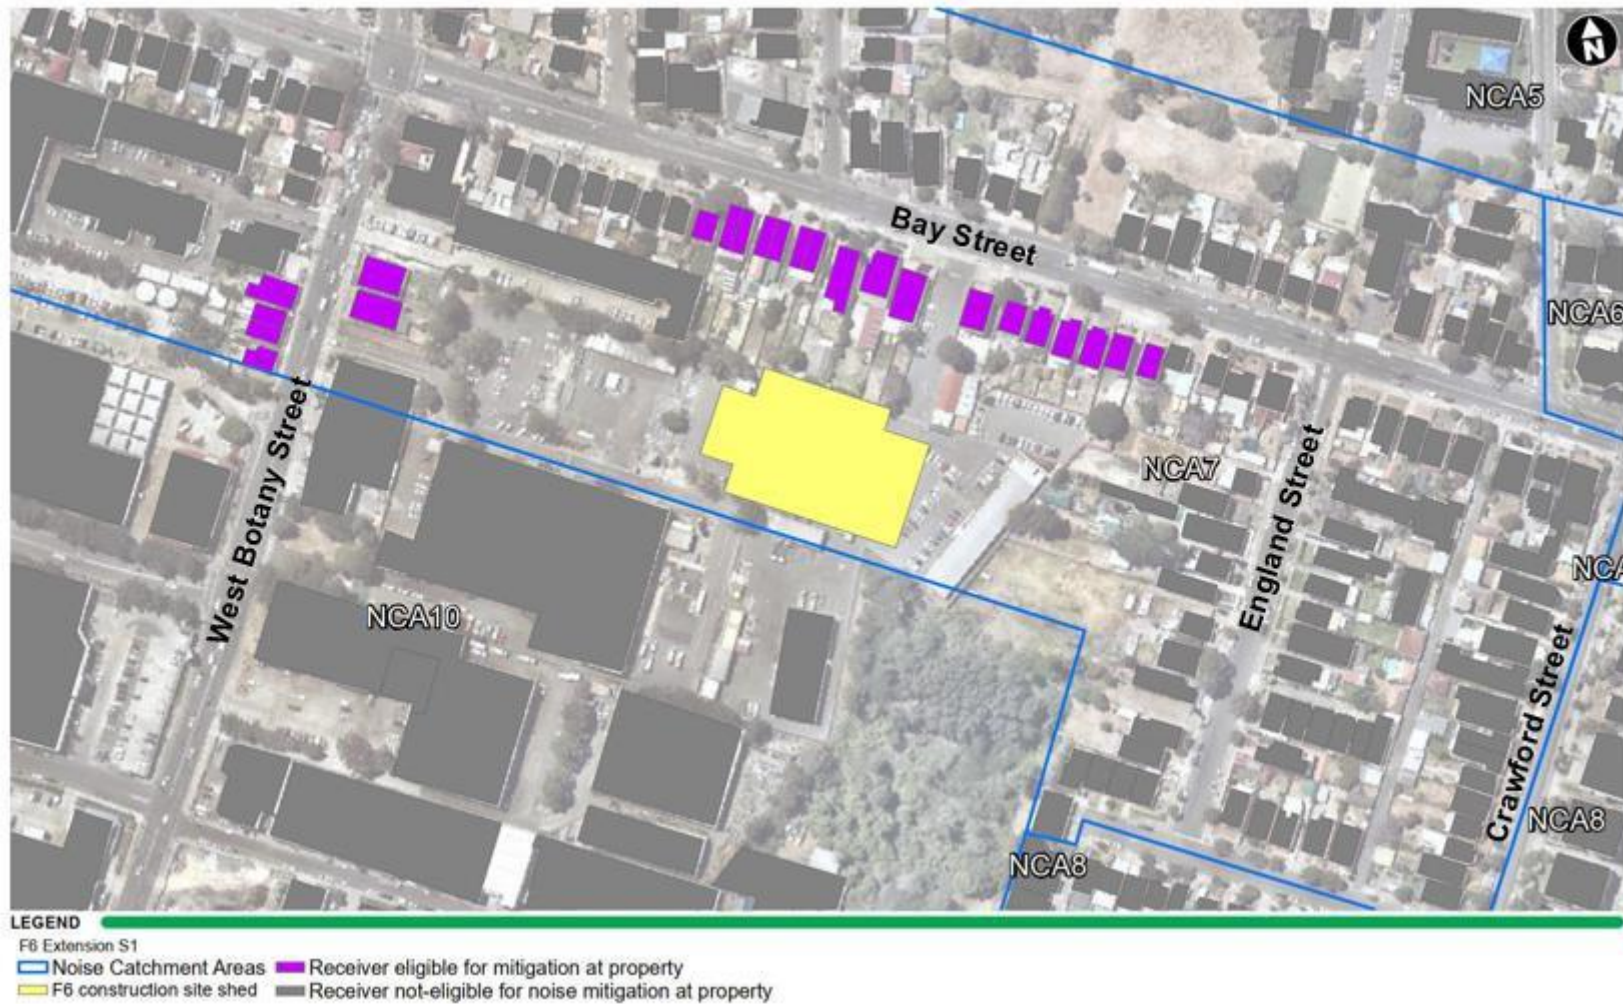 N
NCA5
Bay Street
NCA6
West Botany Street
NCA7
England Street
NCA10
NCA
Crawford Street
NCA8
NCA8
LEGEND
F6 Extension S1
Noise Catchment Areas
Receiver eligible for mitigation at property
F6 construction site shed
Receiver not-eligible for noise mitigation at property